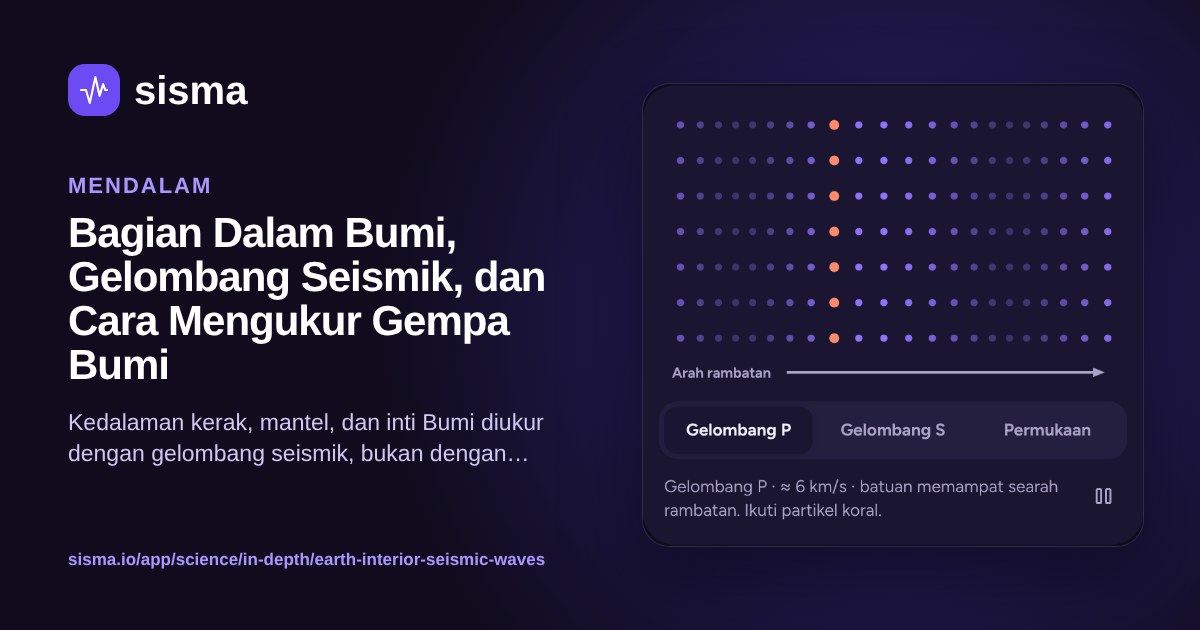 sisma
MENDALAM
Bagian Dalam Bumi,
Gelombang Seismik, dan
Cara Mengukur Gempa
Bumi
Kedalaman kerak, mantel, dan inti Bumi diukur
dengan gelombang seismik, bukan dengan…
sisma.io/app/science/in-depth/earth-interior-seismic-waves
Arah rambatan
Gelombang P
Gelombang S
Permukaan
Gelombang P · ≈ 6 km/s · batuan memampat searah
rambatan. Ikuti partikel koral.